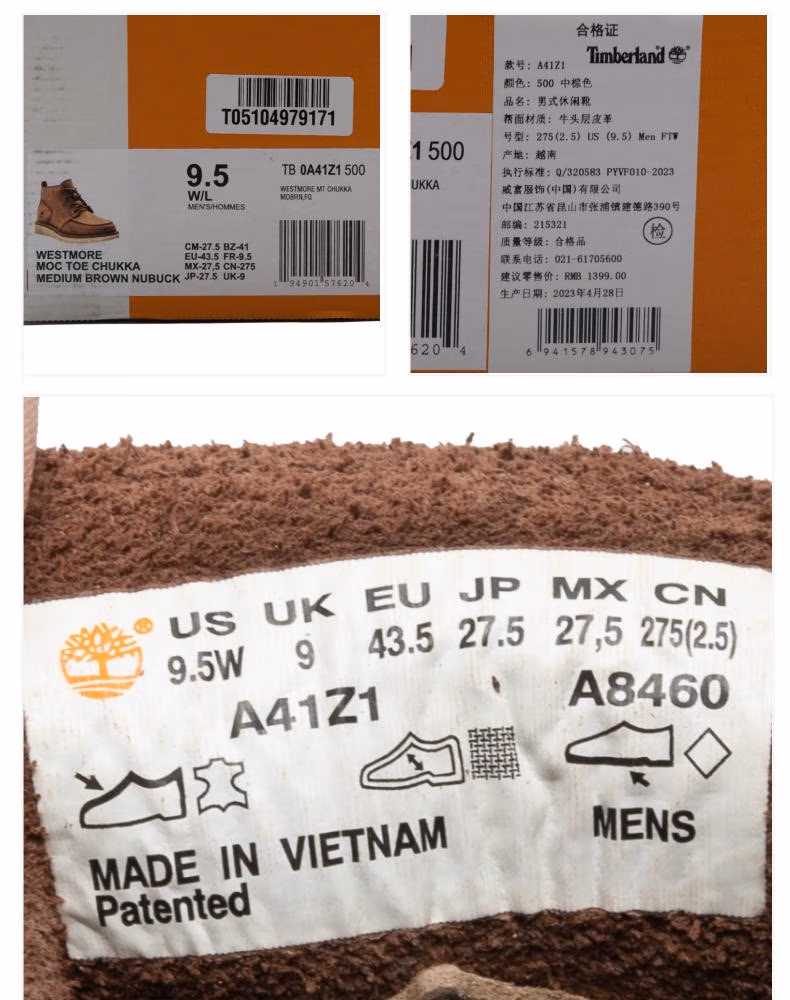 T05104979171
9.5
W/L
MEN'S/HOMMES
TB 0A41Z1 500
WESTMORE MT CHUKKA
MDBRN,FQ
WESTMORE
MOC TOE CHUKKA
MEDIUM BROWN NUBUCK
CM-27.5 BZ-41
EU-43.5 FR-9.5
MX-27,5 CN-275
JP-27.5 UK-9
1 94901 57620 4
1 500
UKKA
620 4
合格证
Timberland
款号: A41Z1
颜色: 500 中棕色
品名: 男式休闲靴
帮面材质: 牛头层皮革
号型: 275(2.5) US (9.5) Men FTW
产地: 越南
执行标准: Q/320583 PYVF010-2023
威富服饰(中国)有限公司
中国江苏省昆山市张浦镇建德路390号
邮编: 215321
检
质量等级: 合格品
联系电话: 021-61705600
建议零售价: RMB 1399.00
生产日期: 2023年4月28日
6 941578 943075
US UK EU JP MX CN
9.5W 9 43.5 27.5 27,5 275(2.5)
A41Z1 A8460
MADE IN VIETNAM
MENS
Patented